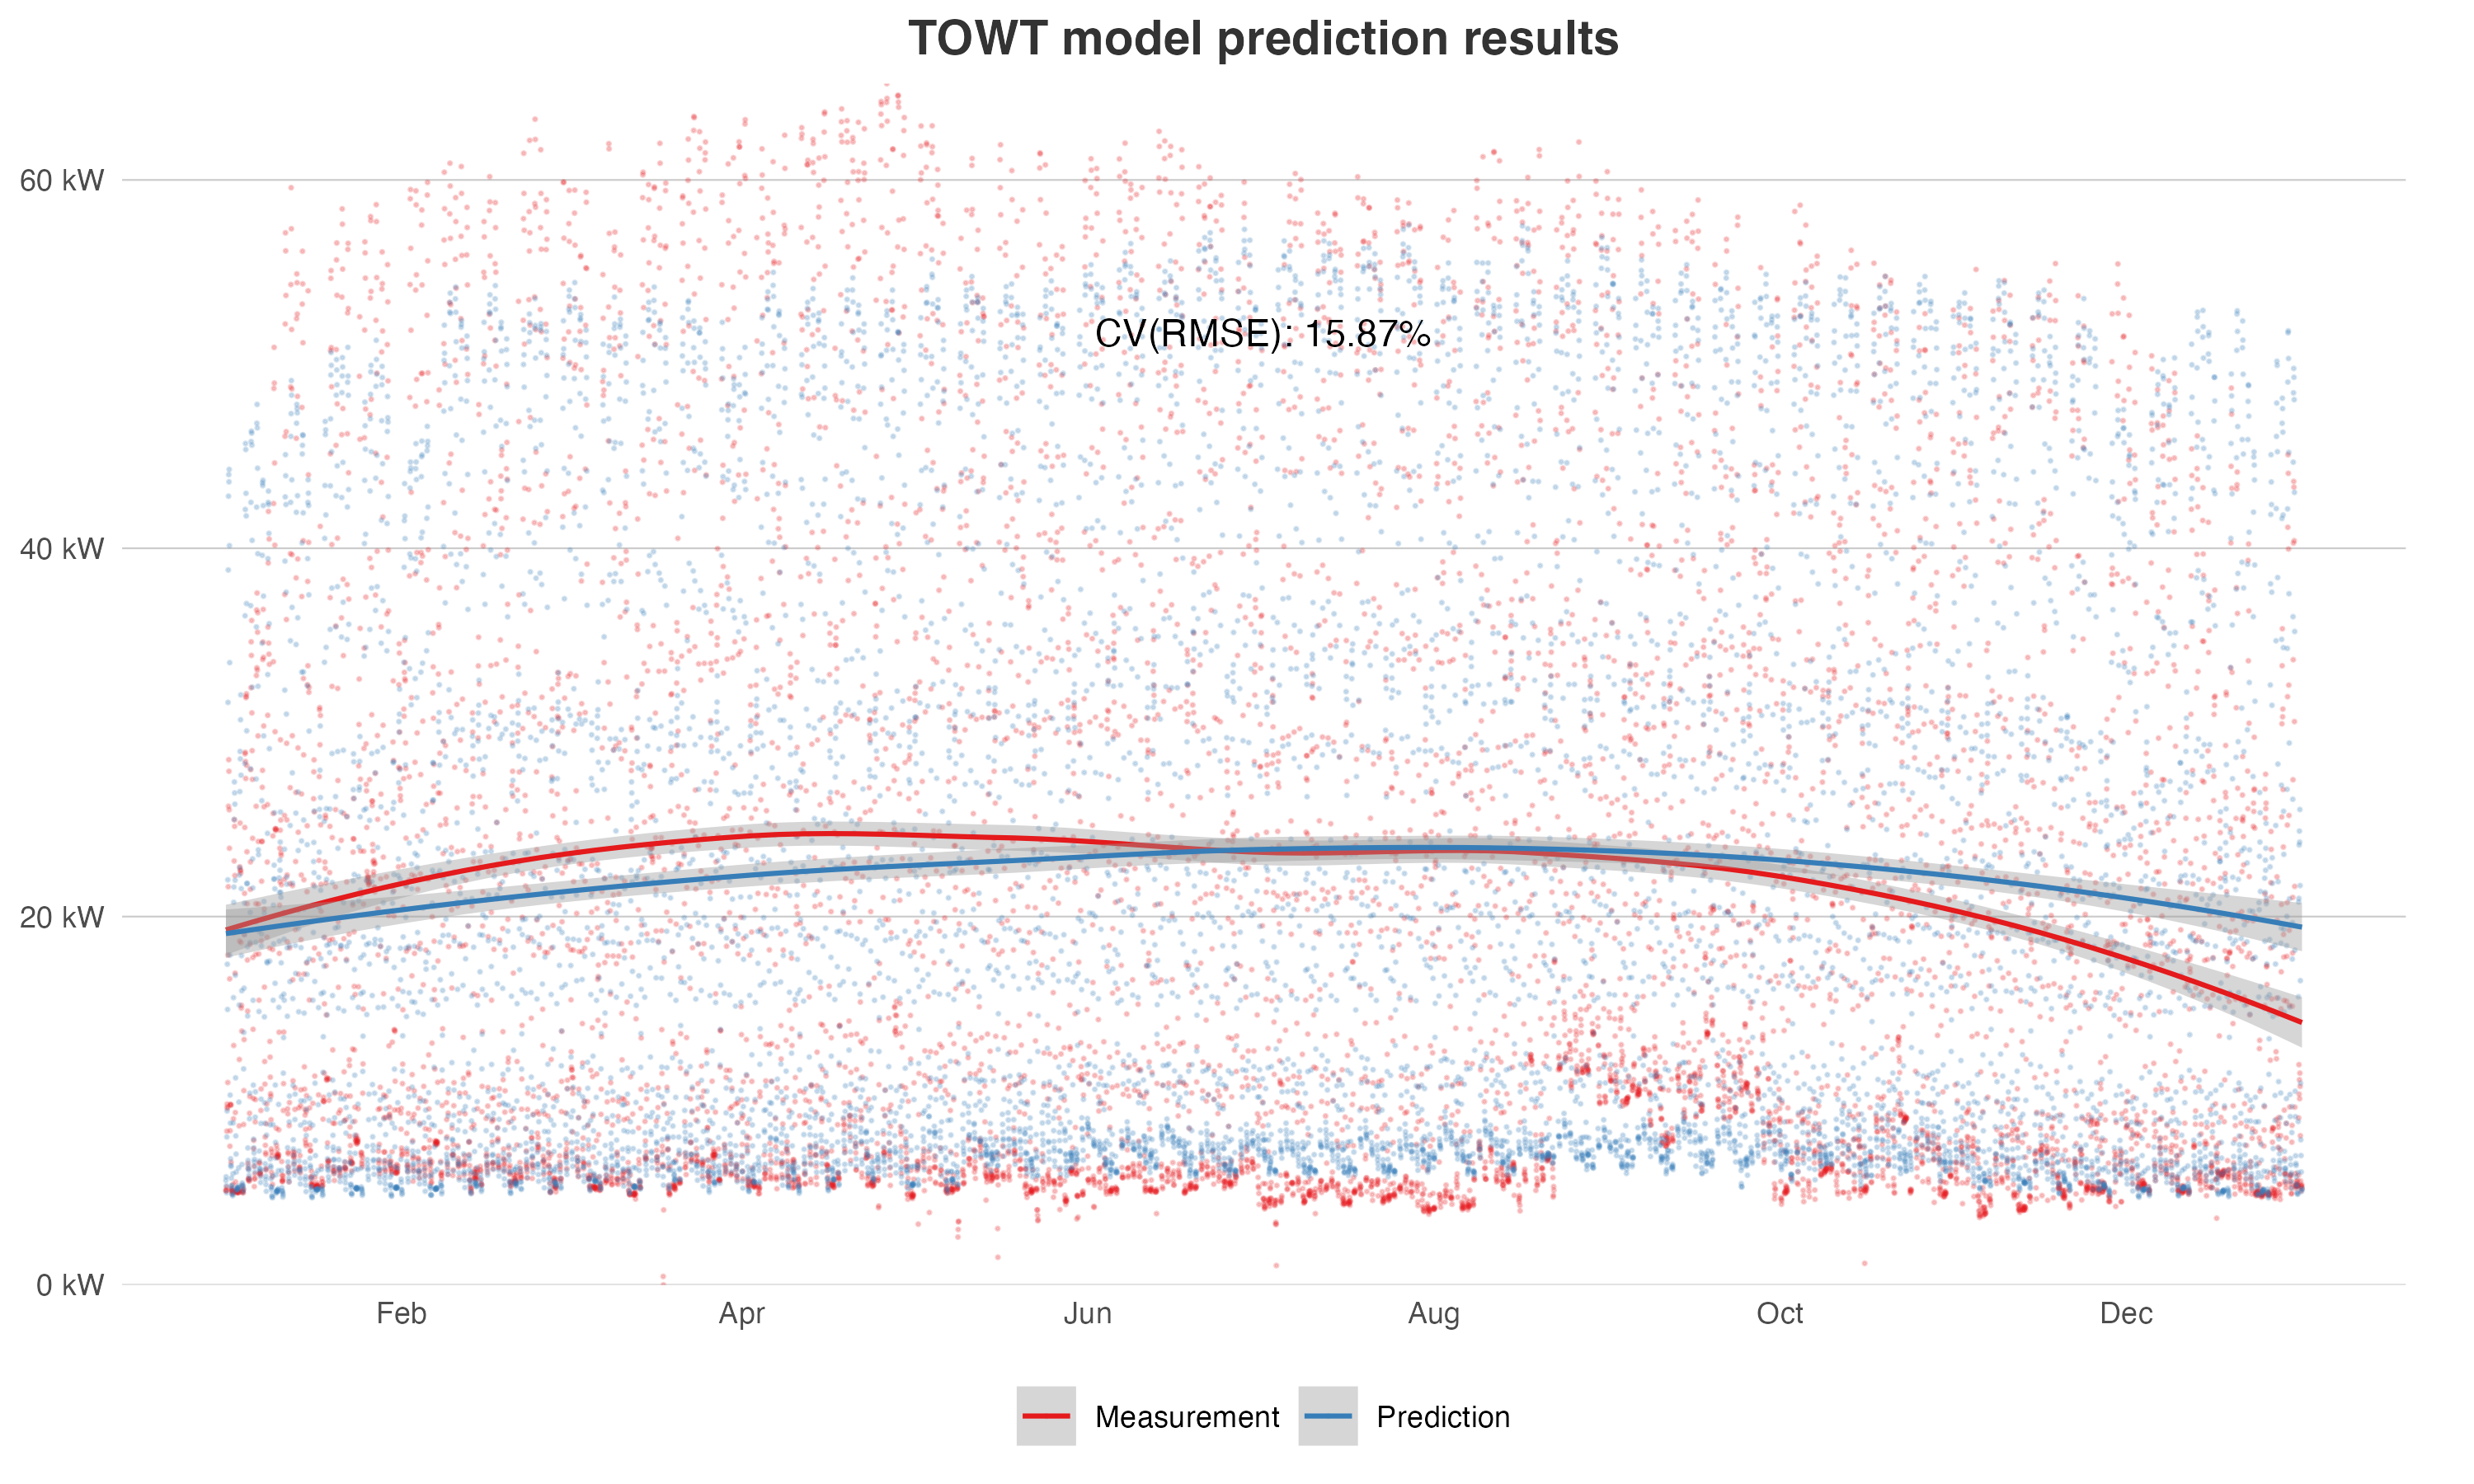 TOWT model prediction results
60 kW
CV(RMSE): 15.87%
40 kW
20 kW
0 kW
Feb Apr Jun Aug Oct Dec
Measurement Prediction